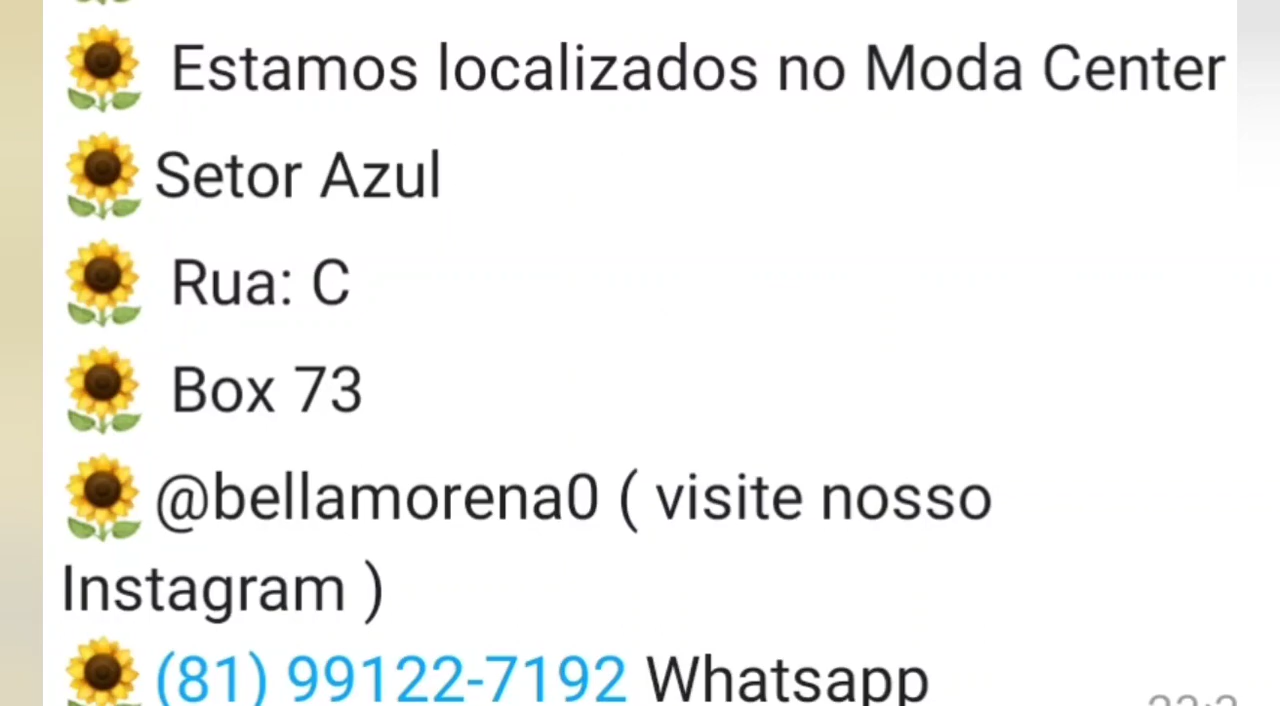 🌻 Estamos localizados no Moda Center
🌻Setor Azul
🌻 Rua: C
🌻 Box 73
🌻@bellamorena0 ( visite nosso
Instagram )
🌻(81) 99122-7192 Whatsapp